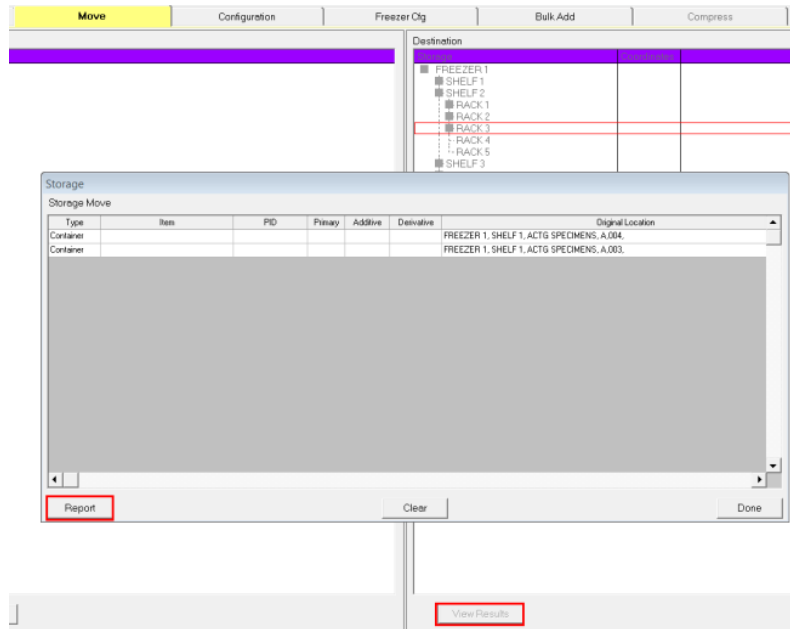 Move Configuration Freezer Cfg Bulk Add Compress
Destination
Storage Coordinates
FREEZER 1
SHELF 1
SHELF 2
RACK 1
RACK 2
RACK 3
RACK 4
RACK 5
SHELF 3
Storage
Storage Move
Type Item PID Primary Additive Derivative Original Location
Container FREEZER 1, SHELF 1, ACTG SPECIMENS, A,004,
Container FREEZER 1, SHELF 1, ACTG SPECIMENS, A,003,
Report Clear Done
View Results